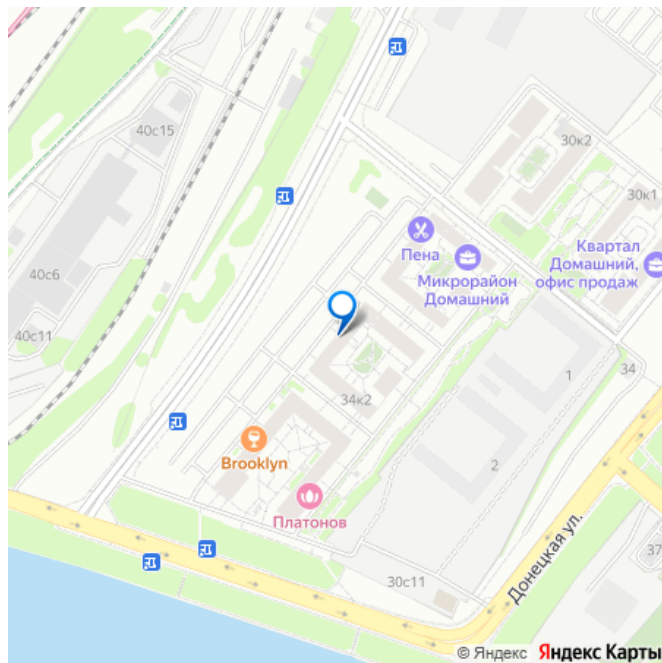 40с15
30к2
30к1
Пена
Квартал
Домашний,
офис продаж
Микрорайон
Домашний
40с6
40с11
34
1
34к2
Brooklyn
2
Платонов
37
Донецкая ул.
30с11
© Яндекс Яндекс Карты